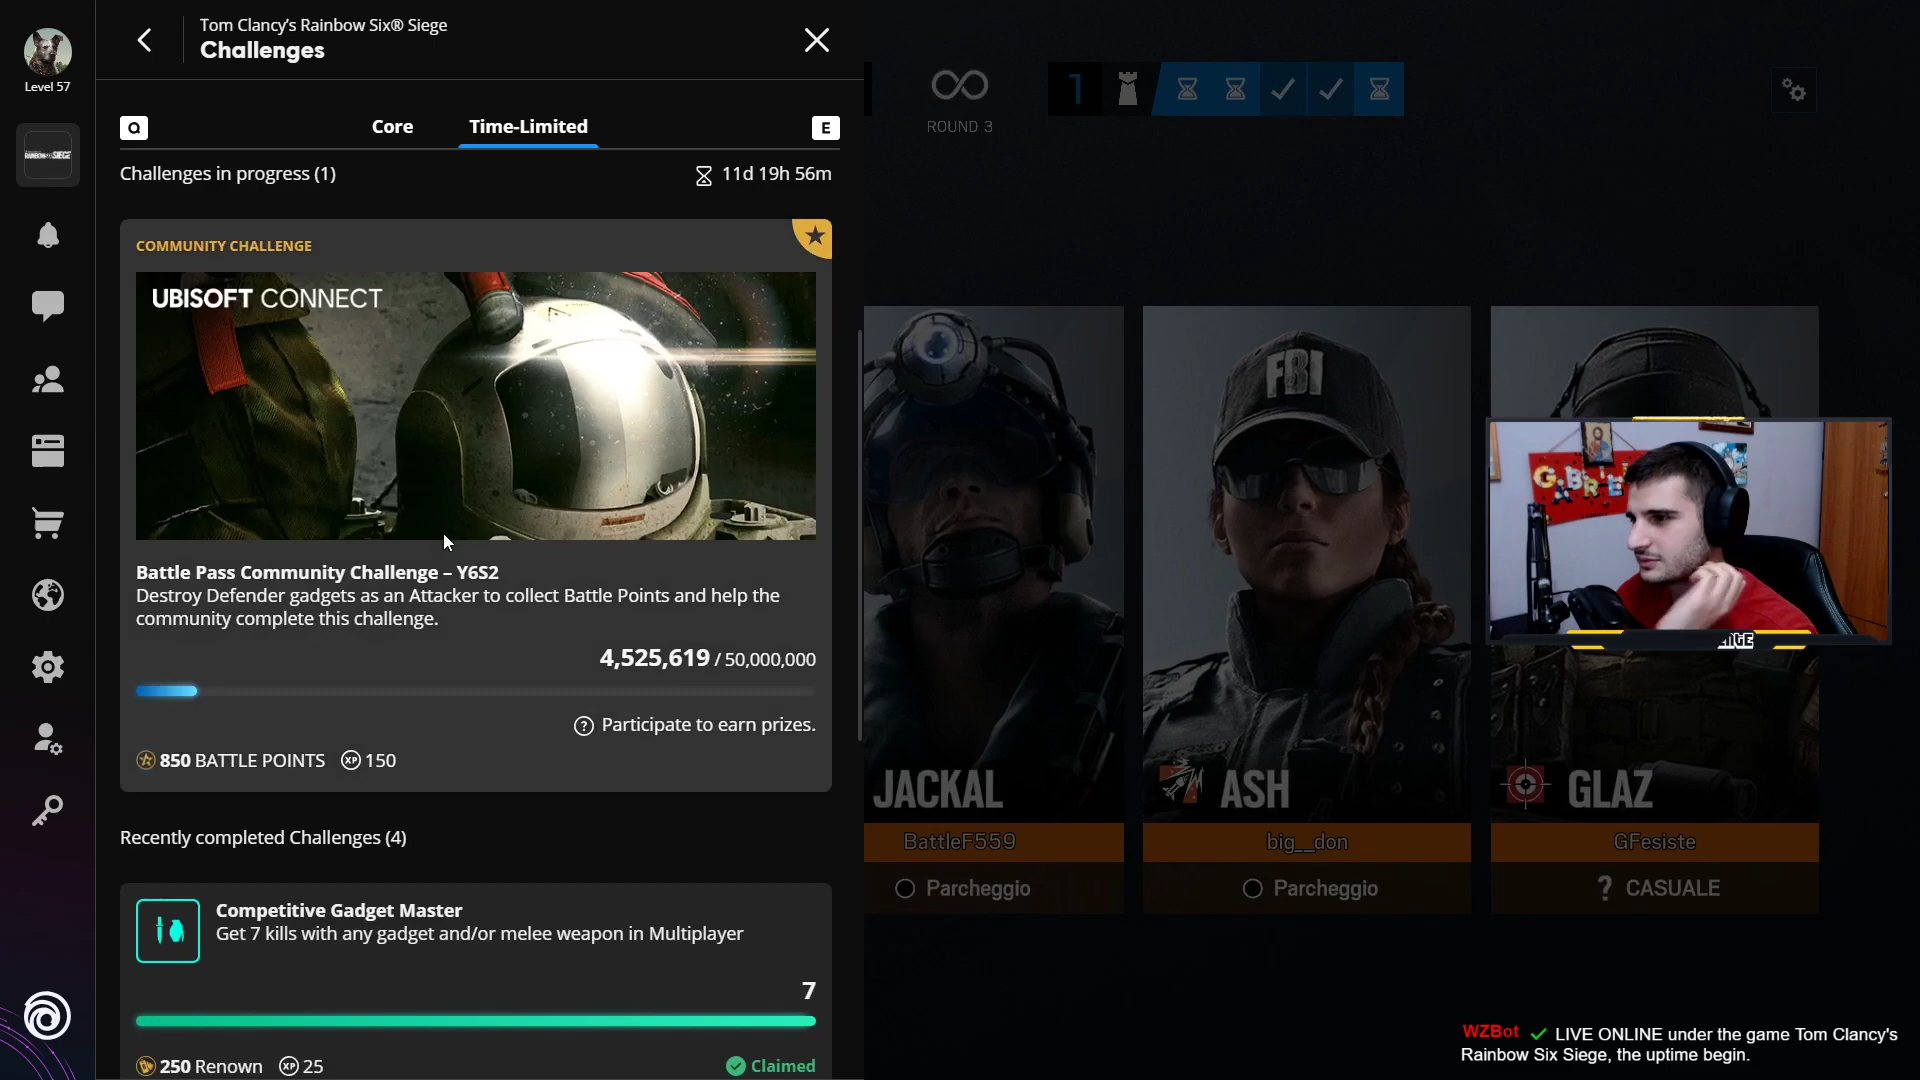 Tom Clancy's Rainbow Six® Siege
Challenges
Level 57
RAINBOW SIX SIEGE
Q
Core
Time-Limited
E
Challenges in progress (1)
11d 19h 56m
COMMUNITY CHALLENGE
UBISOFT CONNECT
Battle Pass Community Challenge – Y6S2
Destroy Defender gadgets as an Attacker to collect Battle Points and help the
community complete this challenge.
4,525,619 / 50,000,000
? Participate to earn prizes.
850 BATTLE POINTS
XP 150
Recently completed Challenges (4)
Competitive Gadget Master
Get 7 kills with any gadget and/or melee weapon in Multiplayer
7
250 Renown
XP 25
Claimed
ROUND 3
1
FBI
JACKAL
BattleF559
Parcheggio
ASH
big__don
Parcheggio
GLAZ
GFesiste
? CASUALE
WZBot LIVE ONLINE under the game Tom Clancy's
Rainbow Six Siege, the uptime begin.